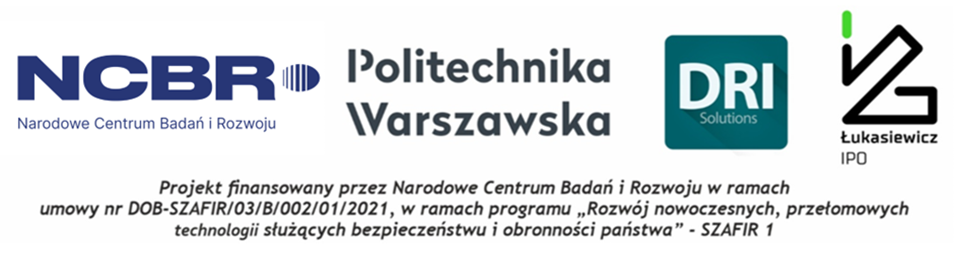 NCBR
Narodowe Centrum Badań i Rozwoju
Politechnika
Warszawska
DRI
Solutions
Łukasiewicz
IPO
Projekt finansowany przez Narodowe Centrum Badań i Rozwoju w ramach
umowy nr DOB-SZAFIR/03/B/002/01/2021, w ramach programu „Rozwój nowoczesnych, przełomowych
technologii służących bezpieczeństwu i obronności państwa” - SZAFIR 1